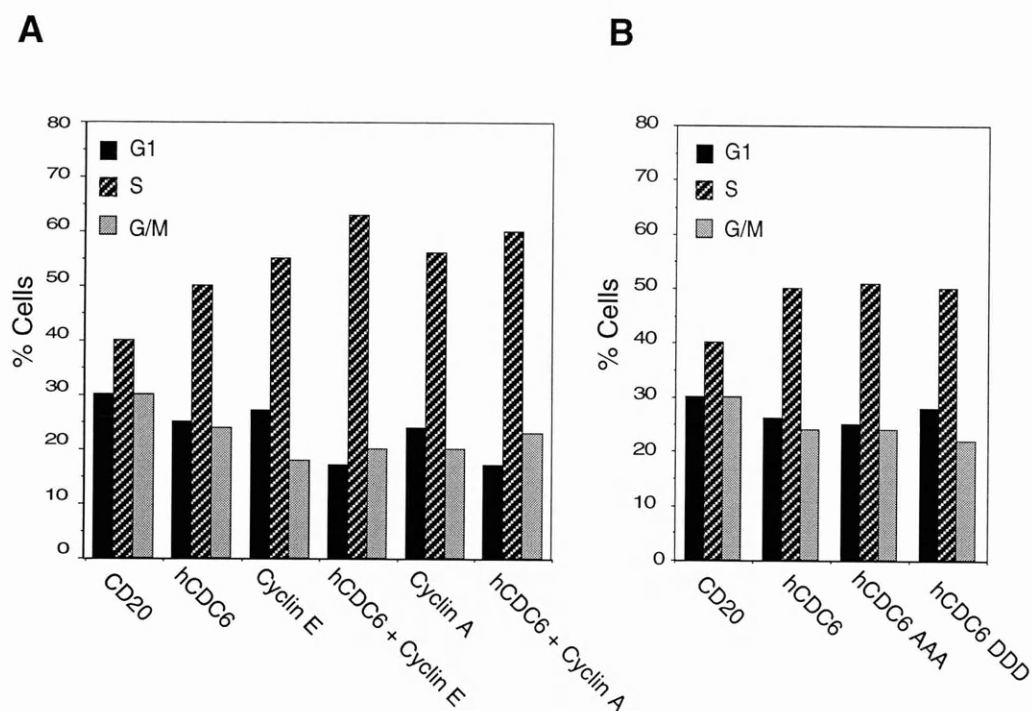 A
80
70
60
50
40
30
20
10
0
% Cells
G1
S
G/M
CD20
hCDC6
Cyclin E
hCDC6 + Cyclin E
Cyclin A
hCDC6 + Cyclin A
B
80
70
60
50
40
30
20
10
0
% Cells
G1
S
G/M
CD20
hCDC6
hCDC6 AAA
hCDC6 DDD